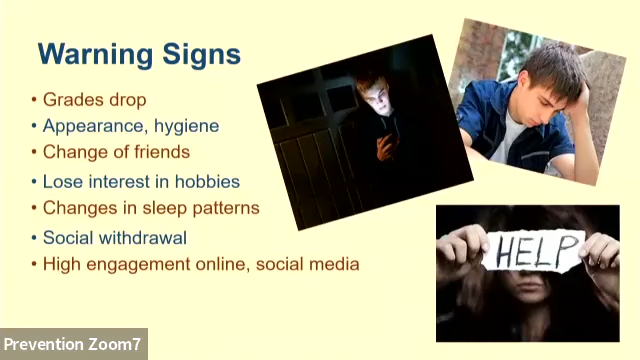 Warning Signs
• Grades drop
• Appearance, hygiene
• Change of friends
• Lose interest in hobbies
• Changes in sleep patterns
• Social withdrawal
• High engagement online, social media
HELP
Prevention Zoom7